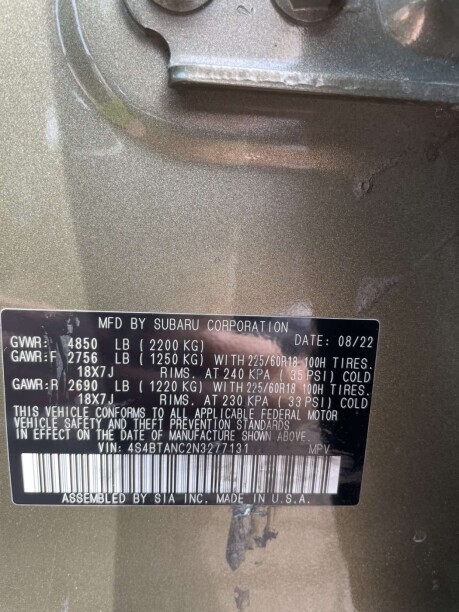 MFD BY SUBARU CORPORATION DATE: 08/22
GVWR: 4850 LB (2200 KG)
GAWR:F 2756 LB (1250 KG) WITH 225/60R18 100H TIRES.
18X7J RIMS. AT 240 KPA (35 PSI) COLD
GAWR:R 2690 LB (1220 KG) WITH 225/60R18 100H TIRES.
18X7J RIMS. AT 230 KPA (33 PSI) COLD
THIS VEHICLE CONFORMS TO ALL APPLICABLE FEDERAL MOTOR
VEHICLE SAFETY AND THEFT PREVENTION STANDARDS
IN EFFECT ON THE DATE OF MANUFACTURE SHOWN ABOVE.
VIN: 4S4BTANC2N3277131 MPV
ASSEMBLED BY SIA INC, MADE IN U.S.A.